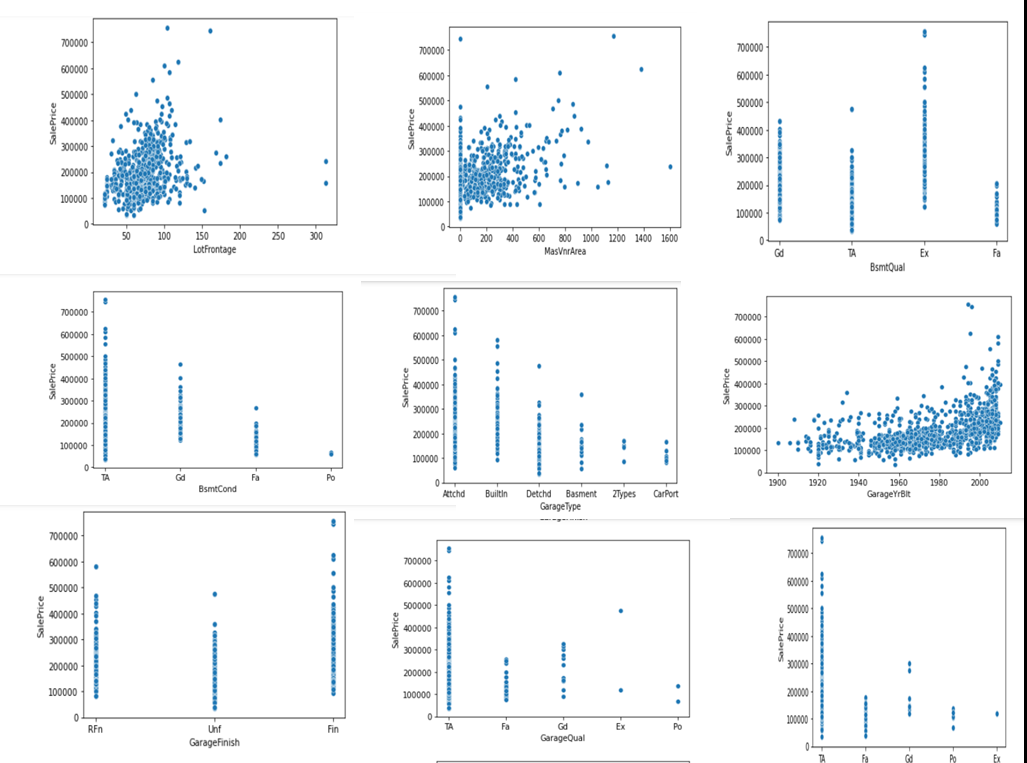 700000
600000
500000
400000
300000
200000
100000
0
SalePrice
50 100 150 200 250 300
LotFrontage
700000
600000
500000
400000
300000
200000
100000
0
SalePrice
0 200 400 600 800 1000 1200 1400 1600
MasVnrArea
700000
600000
500000
400000
300000
200000
100000
0
SalePrice
Gd TA Ex Fa
BsmtQual
700000
600000
500000
400000
300000
200000
100000
0
SalePrice
TA Gd Fa Po
BsmtCond
700000
600000
500000
400000
300000
200000
100000
0
SalePrice
Attchd BuiltIn Detchd Basment 2Types CarPort
GarageType
700000
600000
500000
400000
300000
200000
100000
0
SalePrice
1900 1920 1940 1960 1980 2000
GarageYrBlt
700000
600000
500000
400000
300000
200000
100000
0
SalePrice
RFn Unf Fin
GarageFinish
700000
600000
500000
400000
300000
200000
100000
0
SalePrice
TA Fa Gd Ex Po
GarageQual
700000
600000
500000
400000
300000
200000
100000
0
SalePrice
TA Fa Gd Po Ex